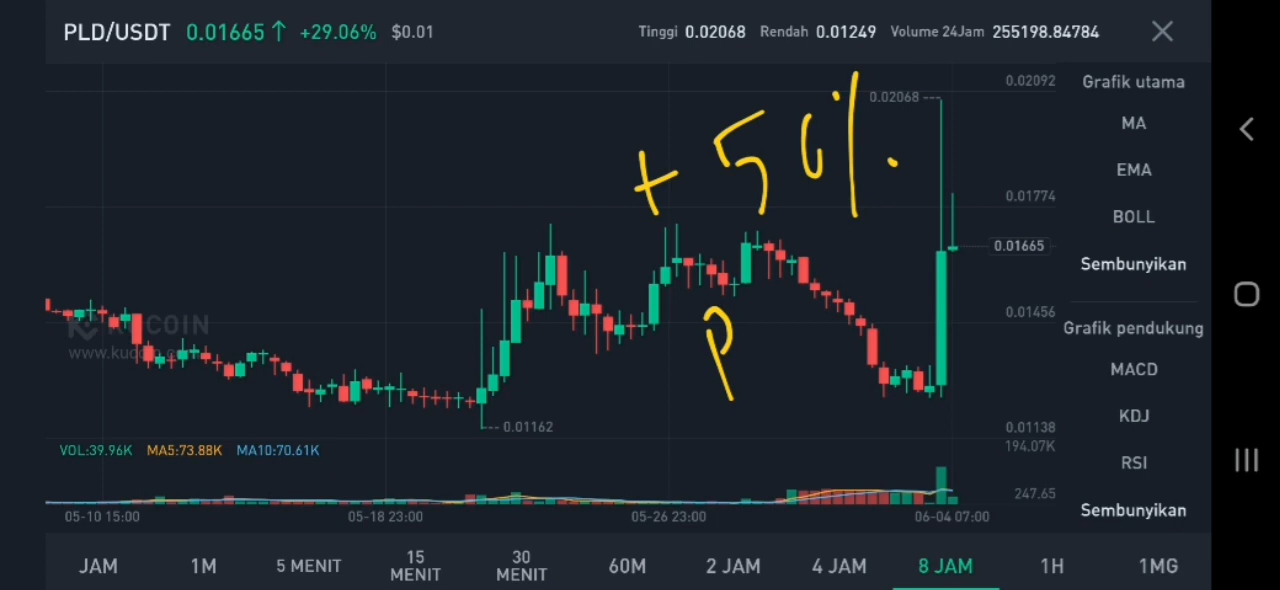 PLD/USDT 0.01665↑ +29.06% $0.01 Tinggi 0.02068 Rendah 0.01249 Volume 24Jam 255198.84784
0.02092
Grafik utama
0.02068
MA
+ 50%.
EMA
0.01774
BOLL
0.01665
Sembunyikan
0.01456
KUCOIN
Grafik pendukung
www.kucoin.com
P
MACD
KDJ
0.01162
0.01138
VOL:39.96K MA5:73.88K MA10:70.61K
194.07K
RSI
247.65
Sembunyikan
05-10 15:00 05-18 23:00 05-26 23:00 06-04 07:00
JAM 1M 5 MENIT 15 MENIT 30 MENIT 60M 2 JAM 4 JAM 8 JAM 1H 1MG